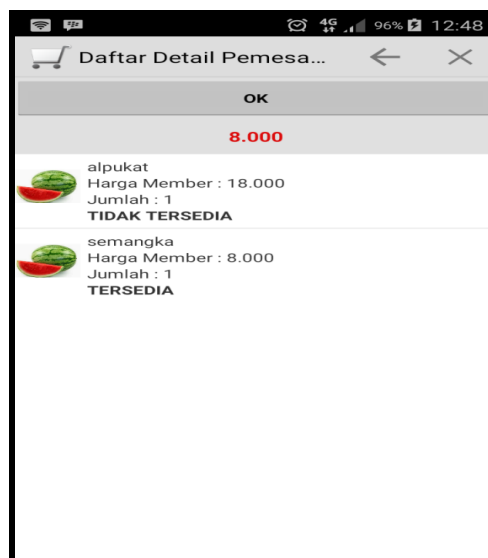 4G 96% 12:48
Daftar Detail Pemesa...
OK
8.000
alpukat
Harga Member : 18.000
Jumlah : 1
TIDAK TERSEDIA
semangka
Harga Member : 8.000
Jumlah : 1
TERSEDIA